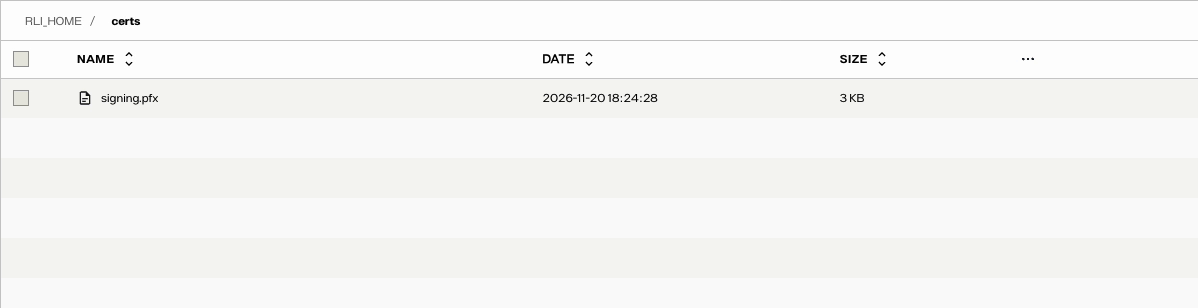 RLI_HOME / certs
NAME DATE SIZE ...
signing.pfx 2026-11-20 18:24:28 3 KB